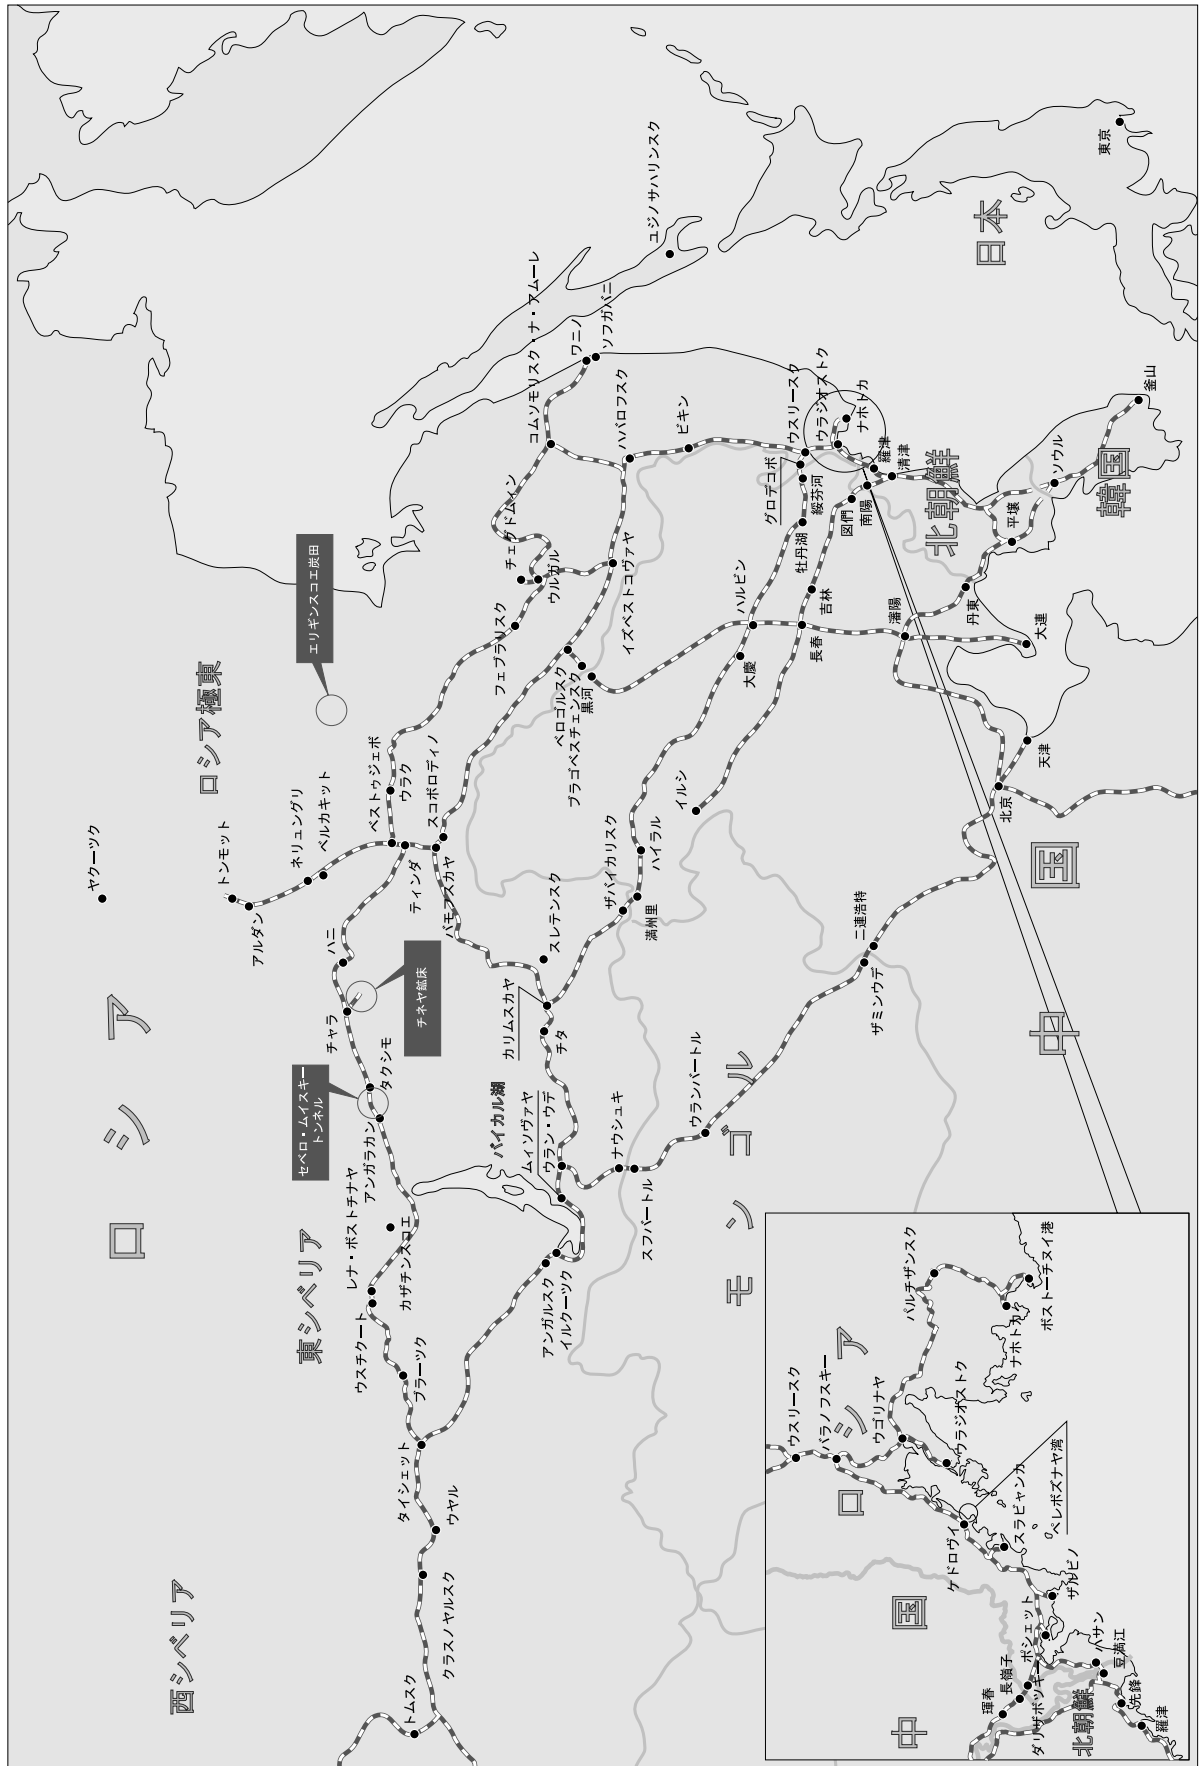 ロシア
西シベリア
東シベリア
ロシア極東
ヤクーツク
トンモット
アルダン
ネリュングリ
ベルカキット
エリギンスコエ炭田
ベストゥジェボ
ウラク
ティンダ
スコボロディノ
バモフスカヤ
ハニ
チャラ
チネヤ鉱床
タクシモ
セベロ・ムイスキー
トンネル
アンガラカン
レナ・ボストチナヤ
カザチンスコエ
ウスチクート
ブラーツク
タイシェット
ウヤル
クラスノヤルスク
トムスク
アンガルスク
イルクーツク
バイカル湖
ムィソヴァヤ
ウラン・ウデ
チタ
カリムスカヤ
スレテンスク
ナウシュキ
スフバートル
ウランバートル
ザミンウデ
二連浩特
モンゴル
ザバイカリスク
満州里
ハイラル
イルシ
大慶
ハルビン
長春
吉林
瀋陽
丹東
大連
天津
北京
中国
フェブラリスク
ウルガル
チェグドムィン
イズベストコヴァヤ
ベロゴルスク
ブラゴベスチェンスク
黒河
コムソモリスク・ナ・アムーレ
ワニノ
ソフガバニ
ハバロフスク
ビキン
ウスリースク
ウラジオストク
ナホトカ
グロデコボ
綏芬河
牡丹湖
図們
南陽
羅津
清津
北朝鮮
平壌
ソウル
韓国
釜山
ユジノサハリンスク
日本
東京
ロシア
中国
北朝鮮
パルチザンスク
ボストーチヌイ港
ナホトカ
ウスリースク
バラノフスキー
ウゴリナヤ
ウラジオストク
ペレボズナヤ湾
ケドロヴィ
スラビャンカ
ザルビノ
ポシェット
ハサン
豆満江
先鋒
羅津
琿春
長嶺子
ダリザボツキー